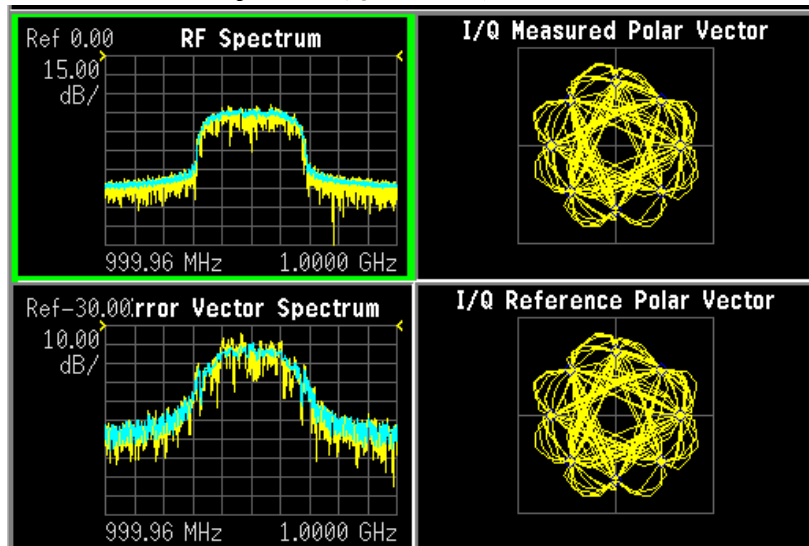 Ref 0.00 RF Spectrum
15.00
dB/
999.96 MHz 1.0000 GHz
I/Q Measured Polar Vector
Ref-30.00 rror Vector Spectrum
10.00
dB/
999.96 MHz 1.0000 GHz
I/Q Reference Polar Vector